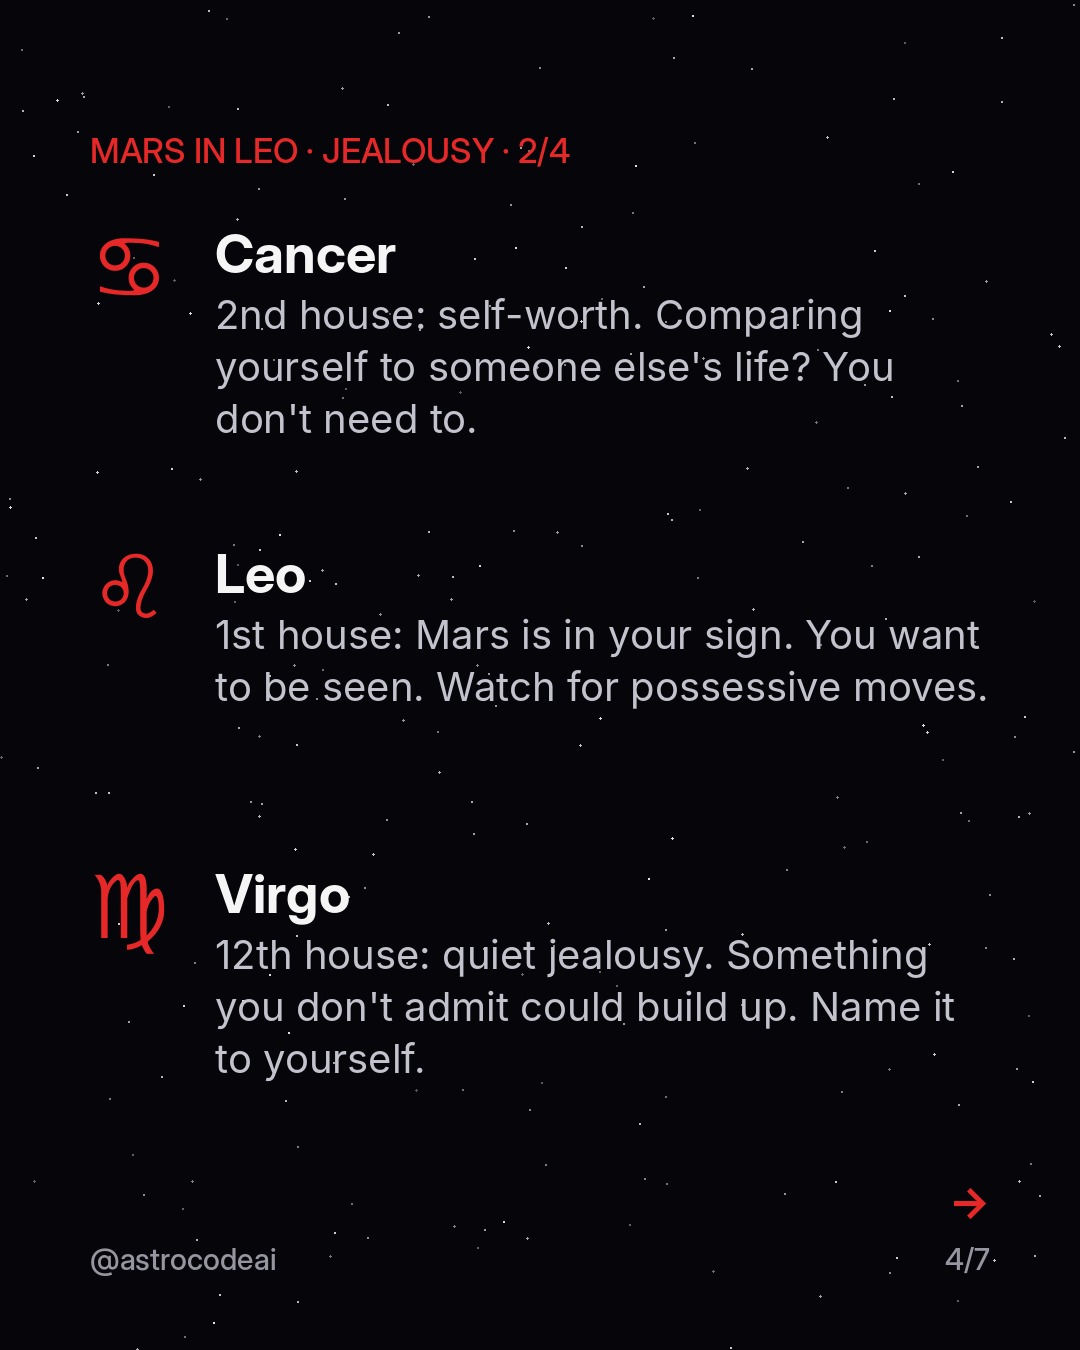 MARS IN LEO · JEALOUSY · 2/4
♋ Cancer
2nd house: self-worth. Comparing
yourself to someone else's life? You
don't need to.
♌ Leo
1st house: Mars is in your sign. You want
to be seen. Watch for possessive moves.
♍ Virgo
12th house: quiet jealousy. Something
you don't admit could build up. Name it
to yourself.
→
@astrocodeai
4/7